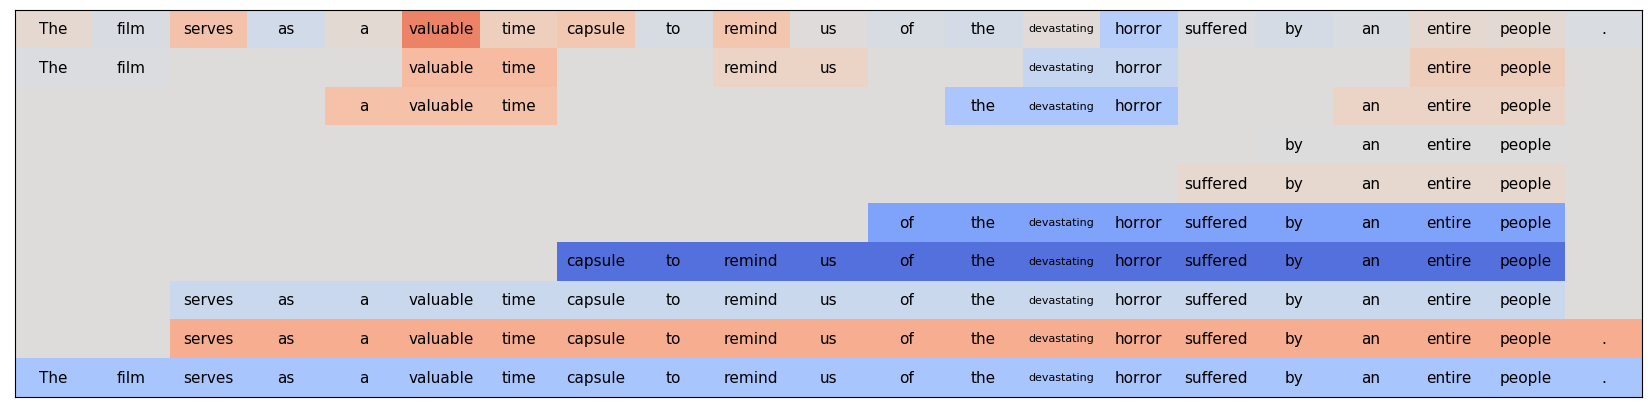 The film serves as a valuable time capsule to remind us of the devastating horror suffered by an entire people .
The film valuable time remind us devastating horror entire people
a valuable time the devastating horror an entire people
by an entire people
suffered by an entire people
of the devastating horror suffered by an entire people
capsule to remind us of the devastating horror suffered by an entire people
serves as a valuable time capsule to remind us of the devastating horror suffered by an entire people
serves as a valuable time capsule to remind us of the devastating horror suffered by an entire people .
The film serves as a valuable time capsule to remind us of the devastating horror suffered by an entire people .